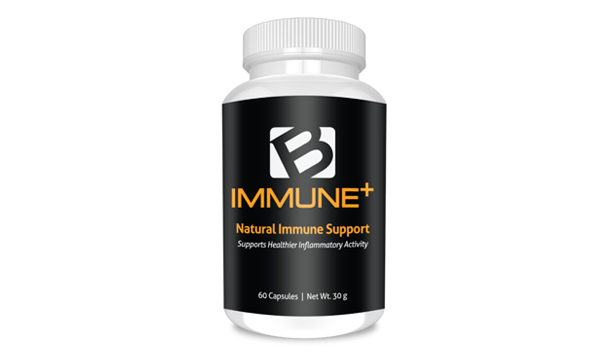 B
IMMUNE+
Natural Immune Support
Supports Healthier Inflammatory Activity
60 Capsules | Net Wt. 30 g